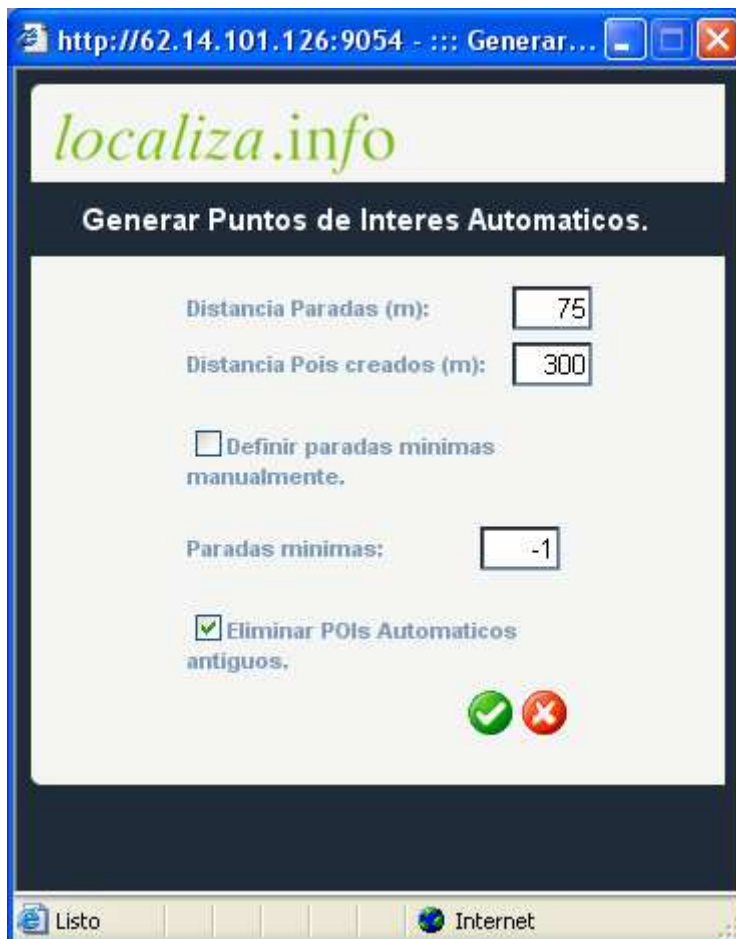 http://62.14.101.126:9054 - ::: Generar...
localiza.info
Generar Puntos de Interes Automaticos.
Distancia Paradas (m): 75
Distancia Pois creados (m): 300
Definir paradas minimas
manualmente.
Paradas minimas: -1
Eliminar POIs Automaticos
antiguos.
Listo Internet